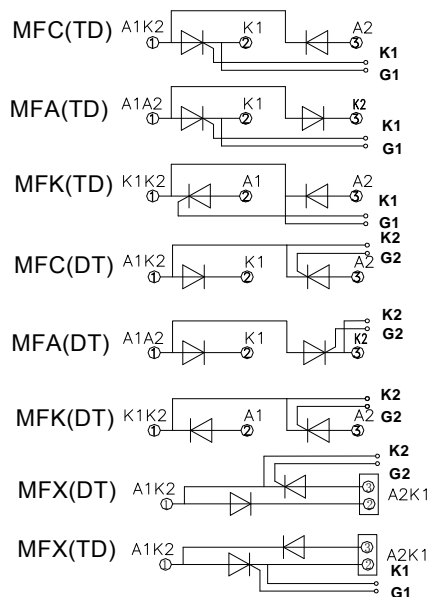 MFC(TD) A1K2 K1 A2
1 2 3
K1
G1
MFA(TD) A1A2 K1 K2
1 2 3
K1
G1
MFK(TD) K1K2 A1 A2
1 2 3
K1
G1
K2
MFC(DT) A1K2 K1 G2
1 2 A2
3
K2
MFA(DT) A1A2 K1 G2
1 2 K2
3
K2
MFK(DT) K1K2 A1 G2
1 2 A2
3
K2
G2
MFX(DT) A1K2 3 A2K1
1 2
MFX(TD) A1K2 3 A2K1
1 2 K1
G1